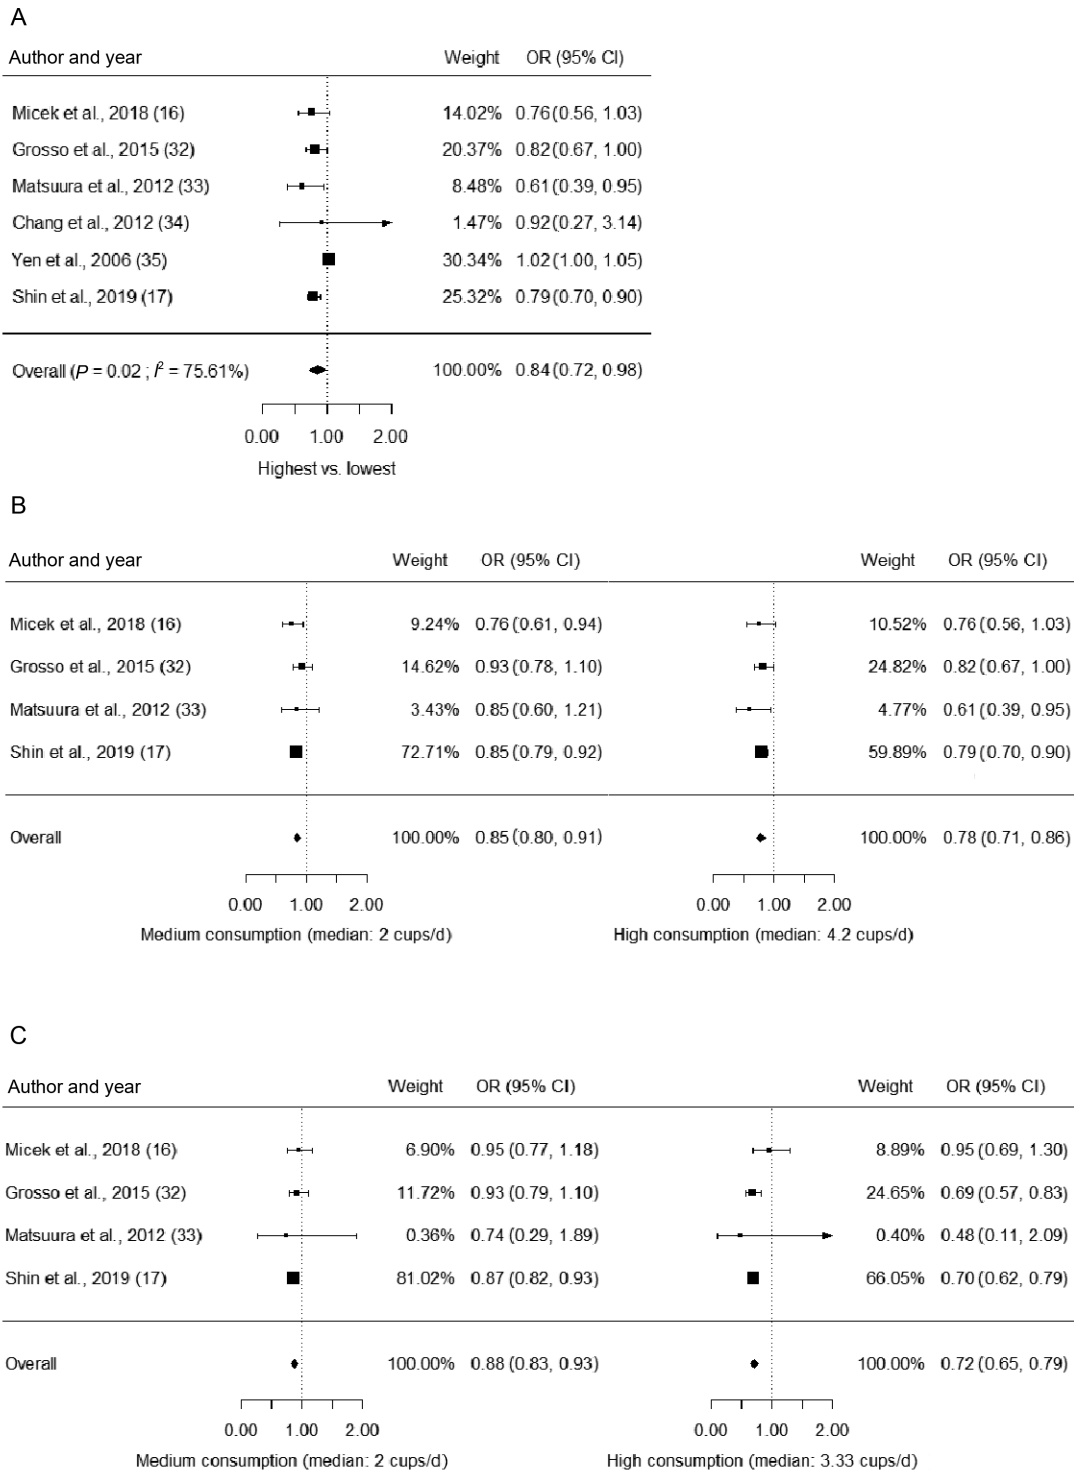 A
Author and year Weight OR (95% CI)
Micek et al., 2018 (16) 14.02% 0.76 (0.56, 1.03)
Grosso et al., 2015 (32) 20.37% 0.82 (0.67, 1.00)
Matsuura et al., 2012 (33) 8.48% 0.61 (0.39, 0.95)
Chang et al., 2012 (34) 1.47% 0.92 (0.27, 3.14)
Yen et al., 2006 (35) 30.34% 1.02 (1.00, 1.05)
Shin et al., 2019 (17) 25.32% 0.79 (0.70, 0.90)
Overall (P = 0.02 ; I² = 75.61%) 100.00% 0.84 (0.72, 0.98)
0.00 1.00 2.00
Highest vs. lowest
B
Author and year Weight OR (95% CI) Weight OR (95% CI)
Micek et al., 2018 (16) 9.24% 0.76 (0.61, 0.94) 10.52% 0.76 (0.56, 1.03)
Grosso et al., 2015 (32) 14.62% 0.93 (0.78, 1.10) 24.82% 0.82 (0.67, 1.00)
Matsuura et al., 2012 (33) 3.43% 0.85 (0.60, 1.21) 4.77% 0.61 (0.39, 0.95)
Shin et al., 2019 (17) 72.71% 0.85 (0.79, 0.92) 59.89% 0.79 (0.70, 0.90)
Overall 100.00% 0.85 (0.80, 0.91) 100.00% 0.78 (0.71, 0.86)
0.00 1.00 2.00 0.00 1.00 2.00
Medium consumption (median: 2 cups/d) High consumption (median: 4.2 cups/d)
C
Author and year Weight OR (95% CI) Weight OR (95% CI)
Micek et al., 2018 (16) 6.90% 0.95 (0.77, 1.18) 8.89% 0.95 (0.69, 1.30)
Grosso et al., 2015 (32) 11.72% 0.93 (0.79, 1.10) 24.65% 0.69 (0.57, 0.83)
Matsuura et al., 2012 (33) 0.36% 0.74 (0.29, 1.89) 0.40% 0.48 (0.11, 2.09)
Shin et al., 2019 (17) 81.02% 0.87 (0.82, 0.93) 66.05% 0.70 (0.62, 0.79)
Overall 100.00% 0.88 (0.83, 0.93) 100.00% 0.72 (0.65, 0.79)
0.00 1.00 2.00 0.00 1.00 2.00
Medium consumption (median: 2 cups/d) High consumption (median: 3.33 cups/d)